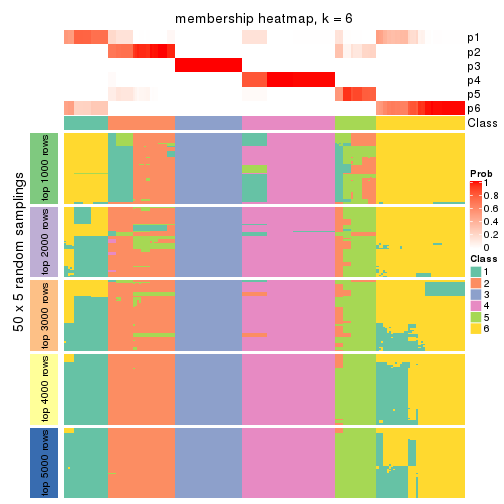 membership heatmap, k = 6
p1
p2
p3
p4
p5
p6
Class
50 x 5 random samplings
top 1000 rows
top 2000 rows
top 3000 rows
top 4000 rows
top 5000 rows
Prob
1
0.8
0.6
0.4
0.2
0
Class
1
2
3
4
5
6